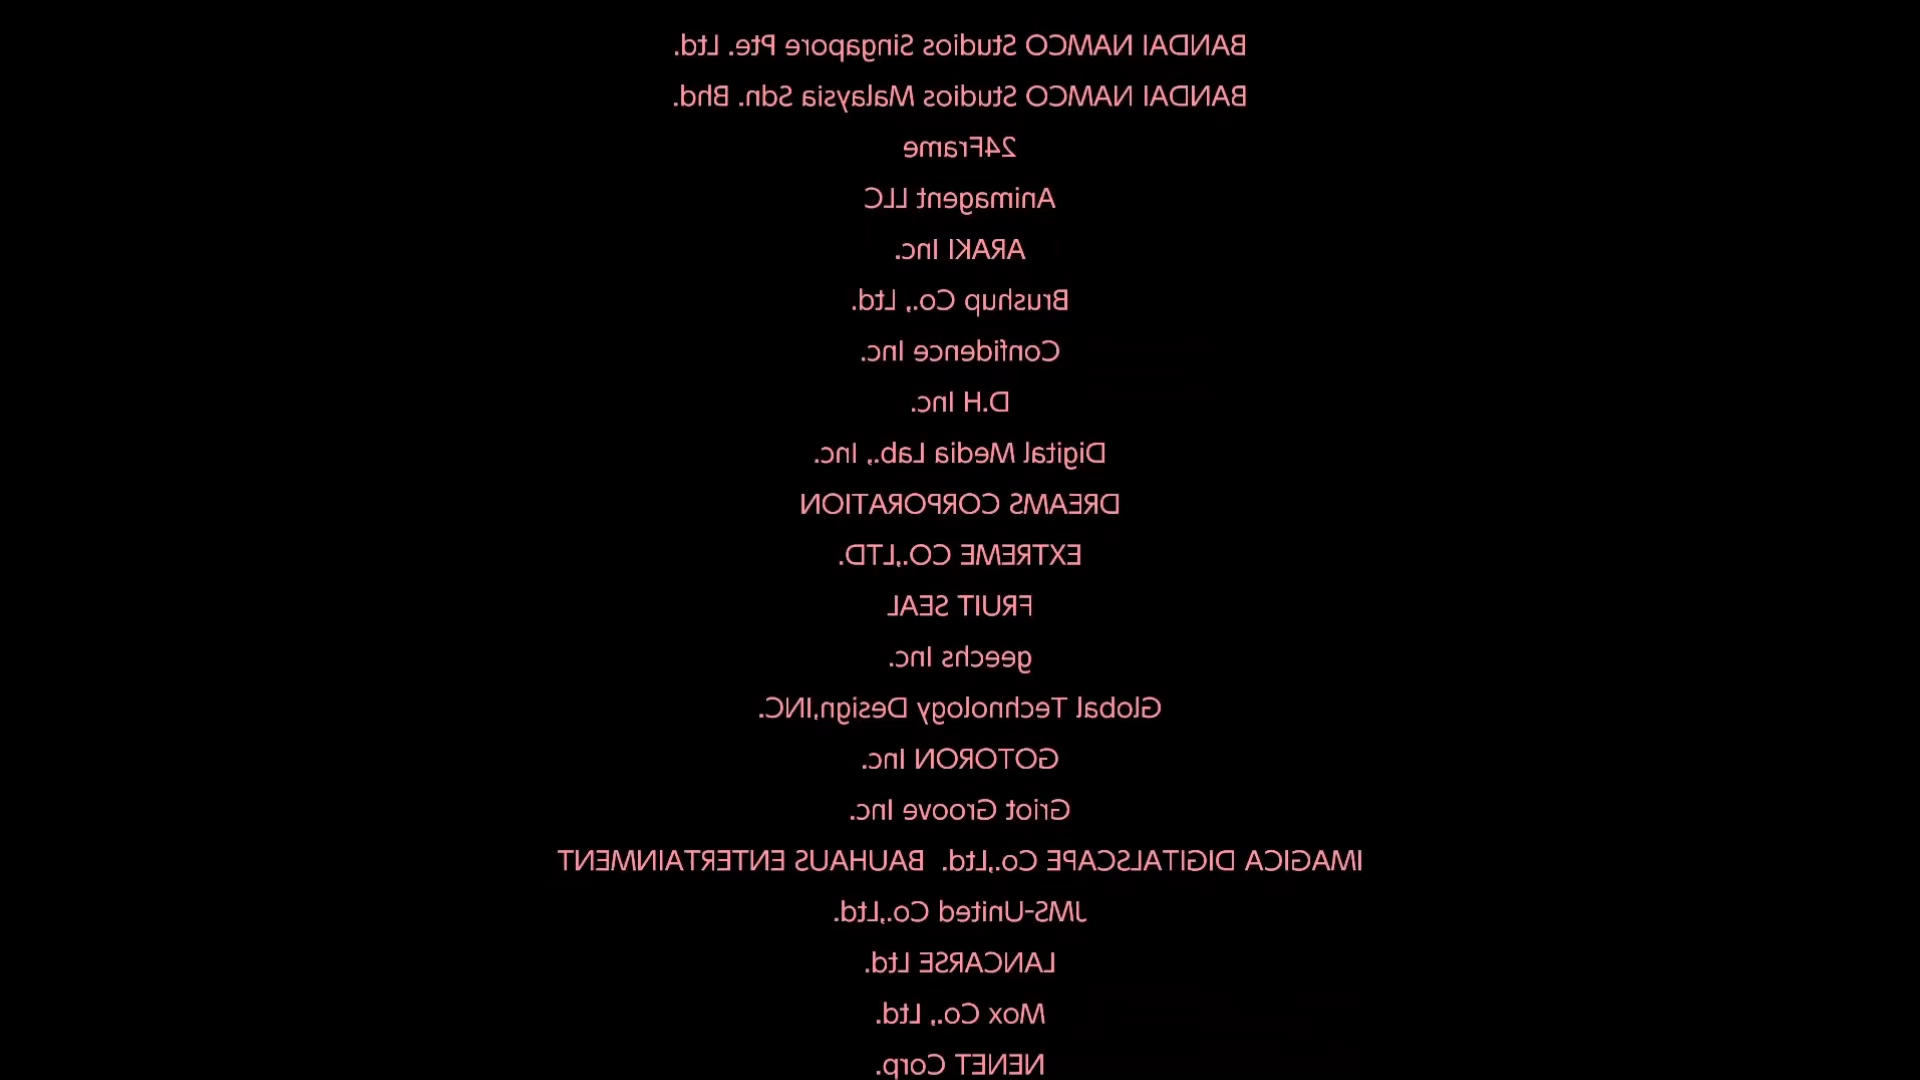 BANDAI NAMCO Studios Singapore Pte. Ltd.
BANDAI NAMCO Studios Malaysia Sdn. Bhd.
24Frame
Animagent LLC
ARAKI Inc.
Brushup Co., Ltd.
Confidence Inc.
D.H Inc.
Digital Media Lab., Inc.
DREAMS CORPORATION
EXTREME CO.,LTD.
FRUIT SEAL
geechs Inc.
Global Technology Design,INC.
GOTORON Inc.
Griot Groove Inc.
IMAGICA DIGITALSCAPE Co.,Ltd.  BAUHAUS ENTERTAINMENT
JMS-United Co.,Ltd.
LANCARSE Ltd.
Mox Co., Ltd.
NENET Corp.